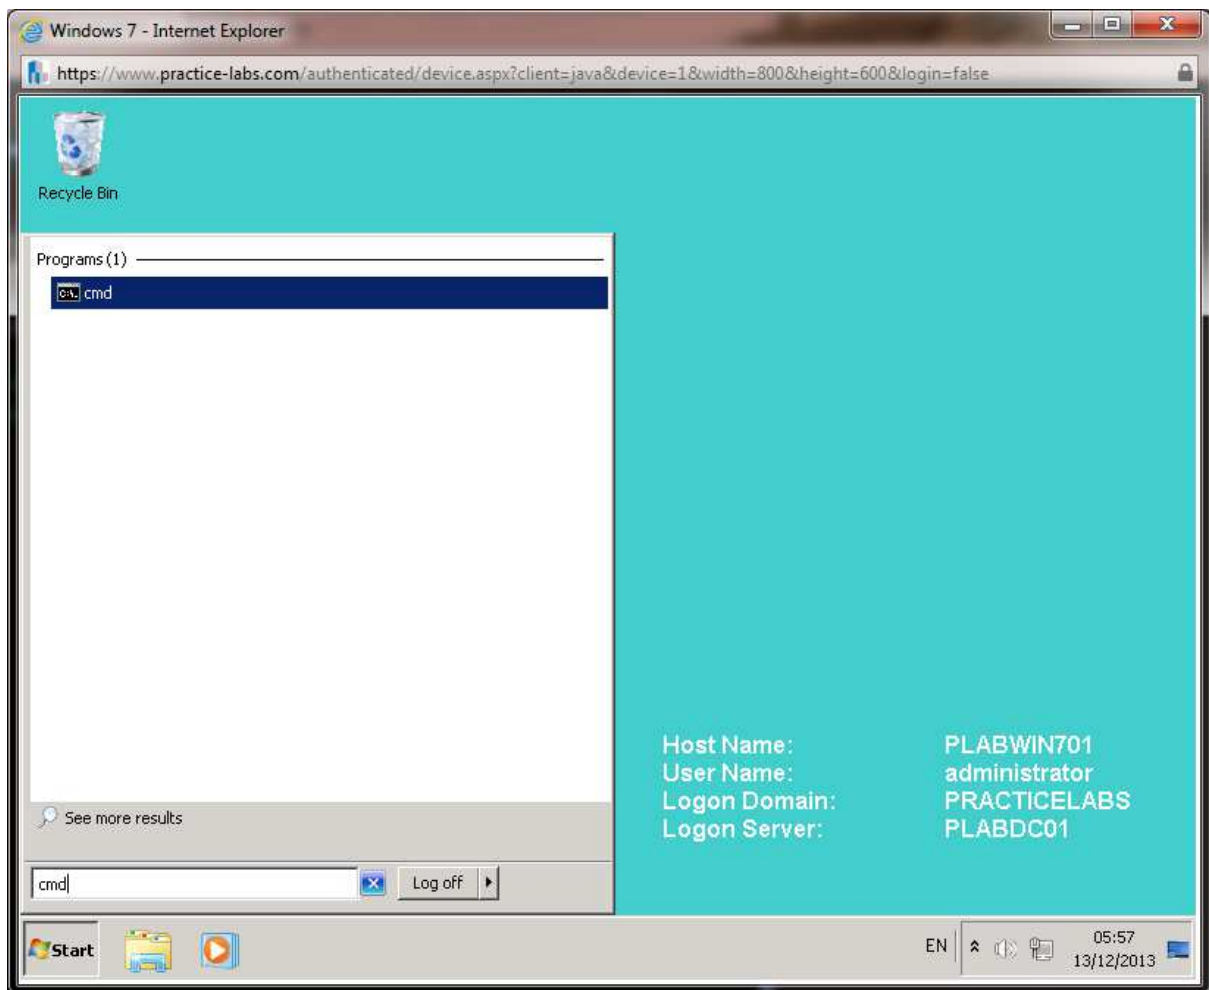 Windows 7 - Internet Explorer
https://www.practice-labs.com/authenticated/device.aspx?client=java&device=1&width=800&height=600&login=false
Recycle Bin
Programs (1)
C:\. cmd
See more results
cmd
Log off
Host Name: PLABWIN701
User Name: administrator
Logon Domain: PRACTICELABS
Logon Server: PLABDC01
Start
EN
05:57
13/12/2013